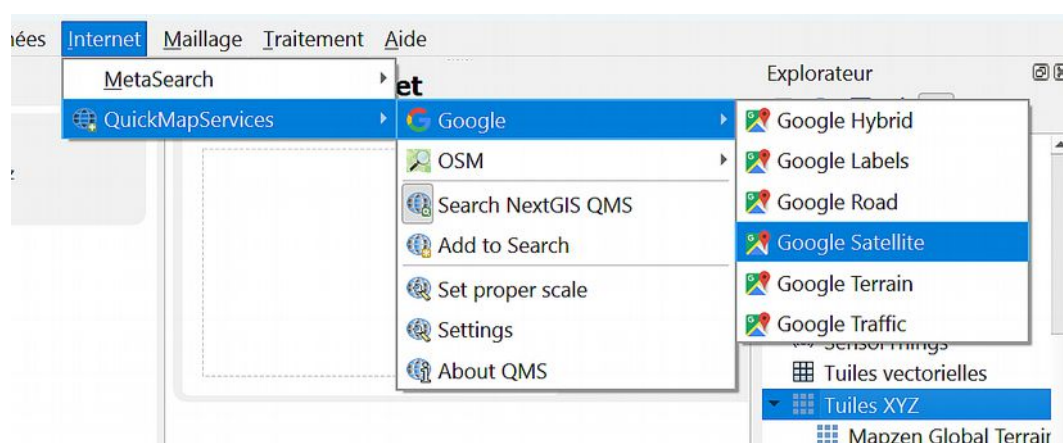 Internet Maillage Traitement Aide
MetaSearch
Explorateur
QuickMapServices
Google
Google Hybrid
OSM
Google Labels
Search NextGIS QMS
Google Road
Add to Search
Google Satellite
Set proper scale
Google Terrain
Settings
Google Traffic
About QMS
Tuiles vectorielles
Tuiles XYZ
Mapzen Global Terrain